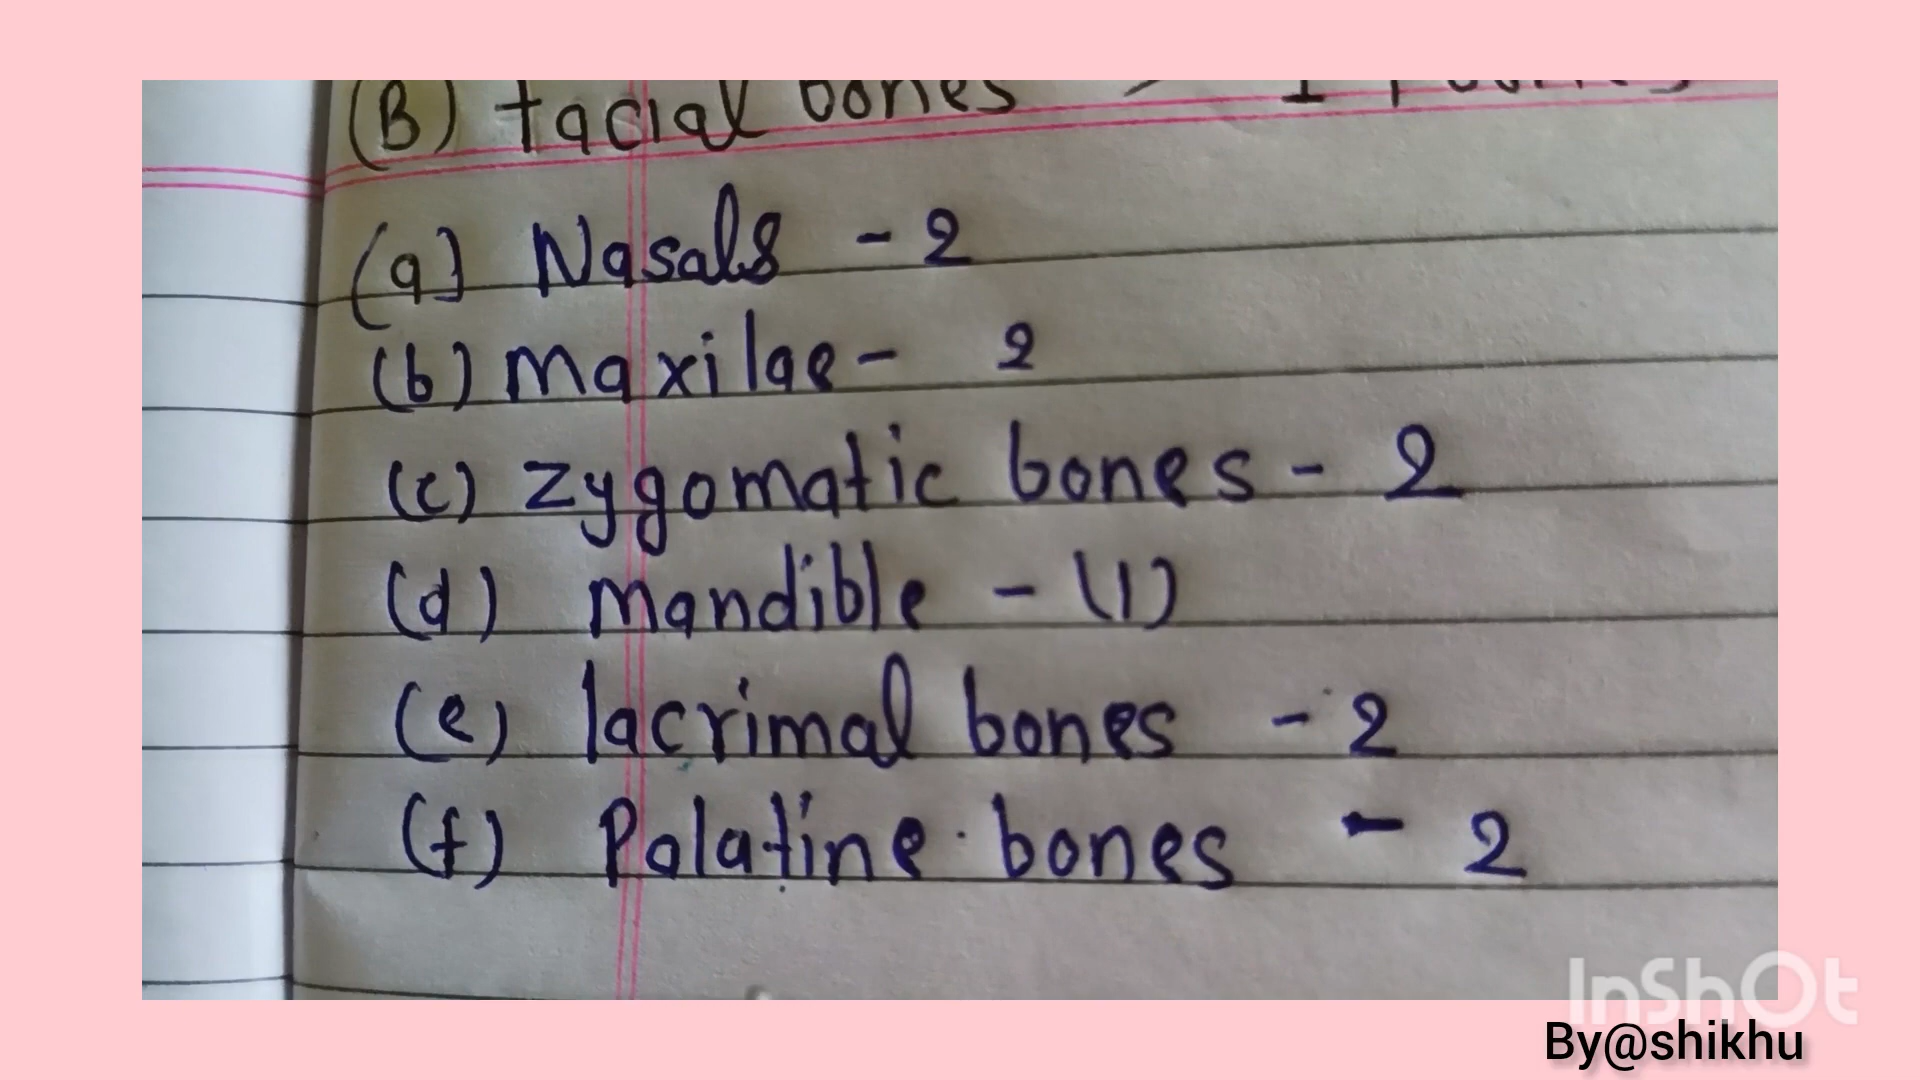 (B) facial bones
(a) Nasals - 2
(b) Maxilae - 2
(c) Zygomatic bones - 2
(d) Mandible - (1)
(e) lacrimal bones - 2
(f) Palatine bones - 2
InShOt
By@shikhu